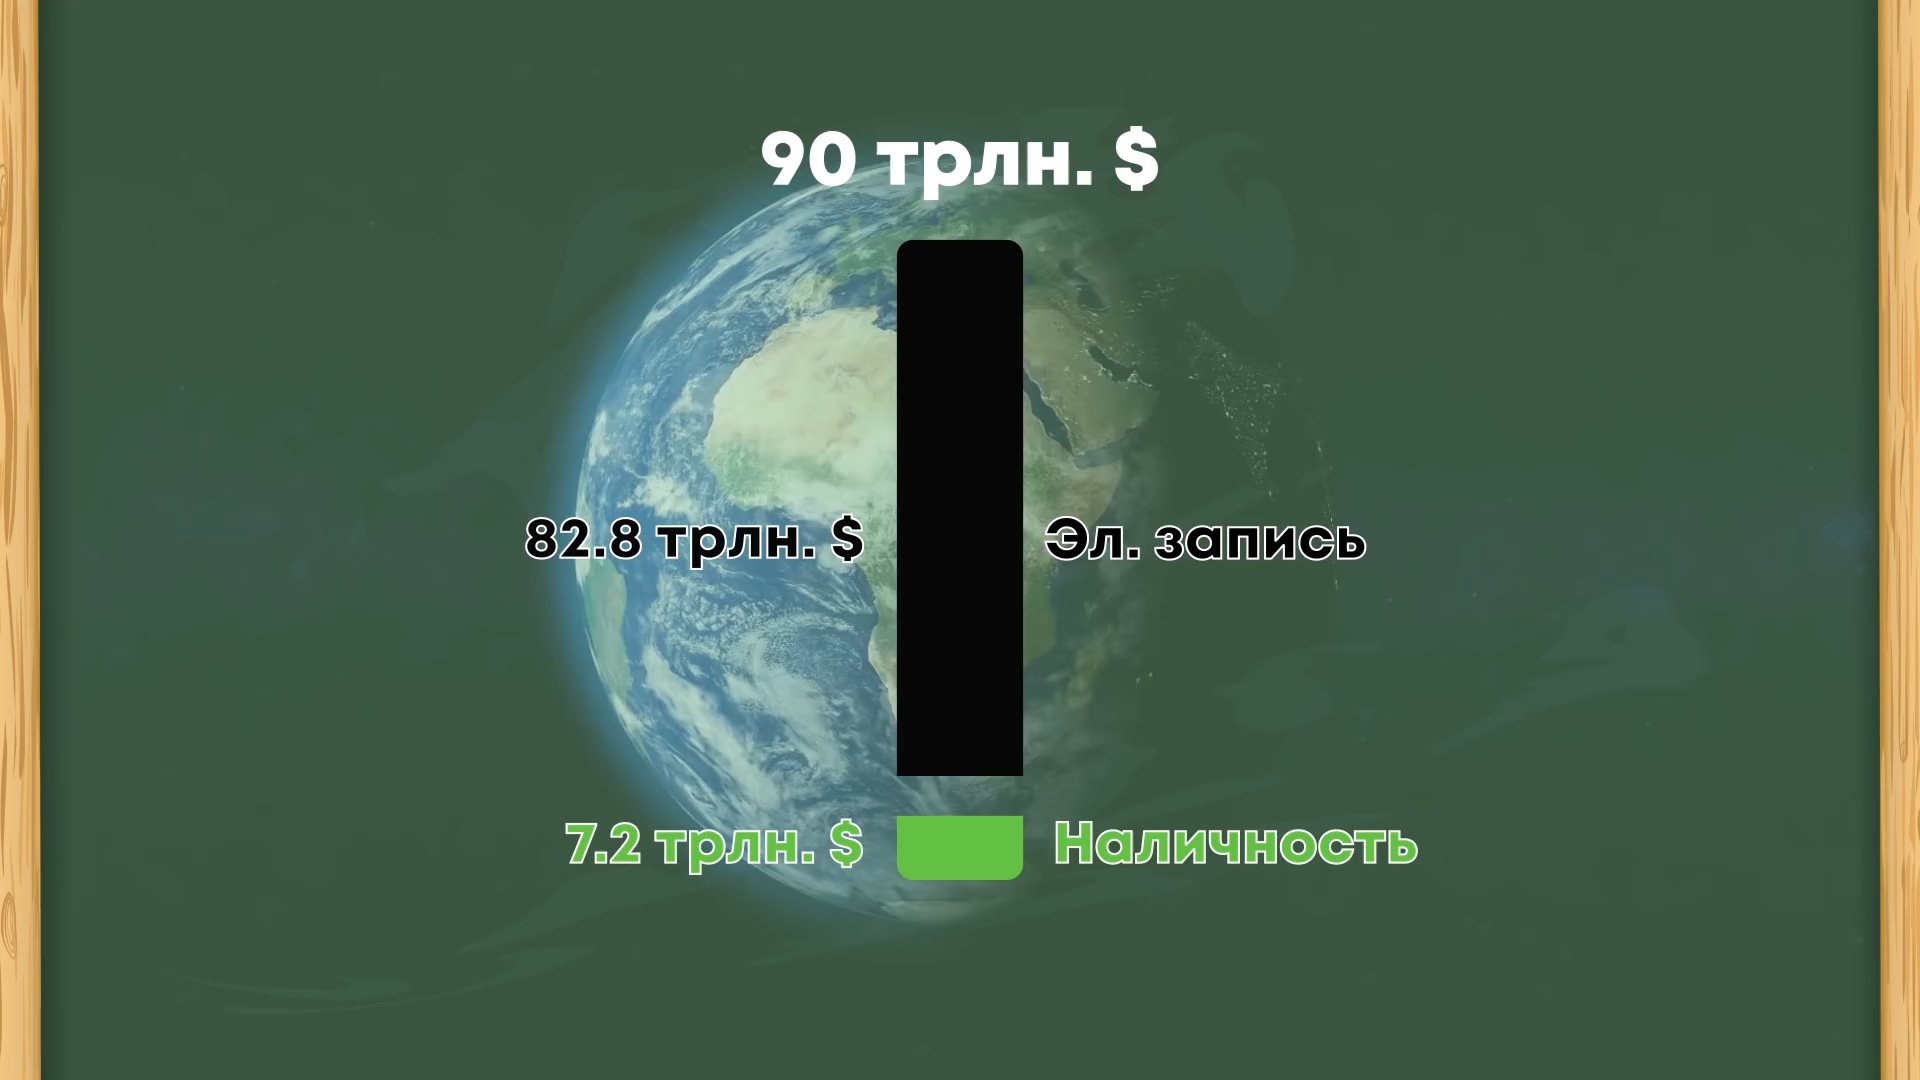 90 трлн. $
82.8 трлн. $ Эл. запись
7.2 трлн. $ Наличность